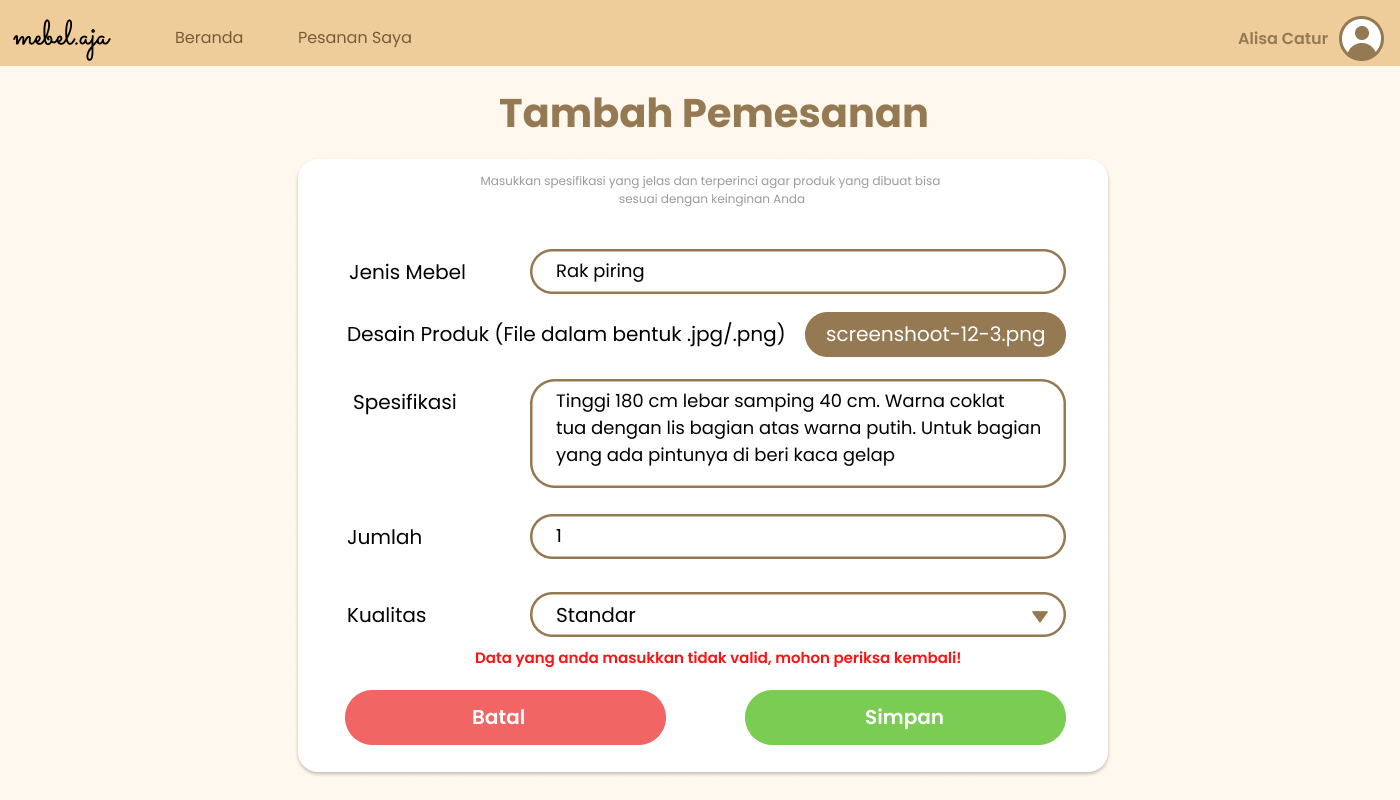 mebel.aja
Beranda
Pesanan Saya
Alisa Catur
Tambah Pemesanan
Masukkan spesifikasi yang jelas dan terperinci agar produk yang dibuat bisa
sesuai dengan keinginan Anda
Jenis Mebel
Rak piring
Desain Produk (File dalam bentuk .jpg/.png)
screenshoot-12-3.png
Spesifikasi
Tinggi 180 cm lebar samping 40 cm. Warna coklat
tua dengan lis bagian atas warna putih. Untuk bagian
yang ada pintunya di beri kaca gelap
Jumlah
1
Kualitas
Standar
Data yang anda masukkan tidak valid, mohon periksa kembali!
Batal
Simpan